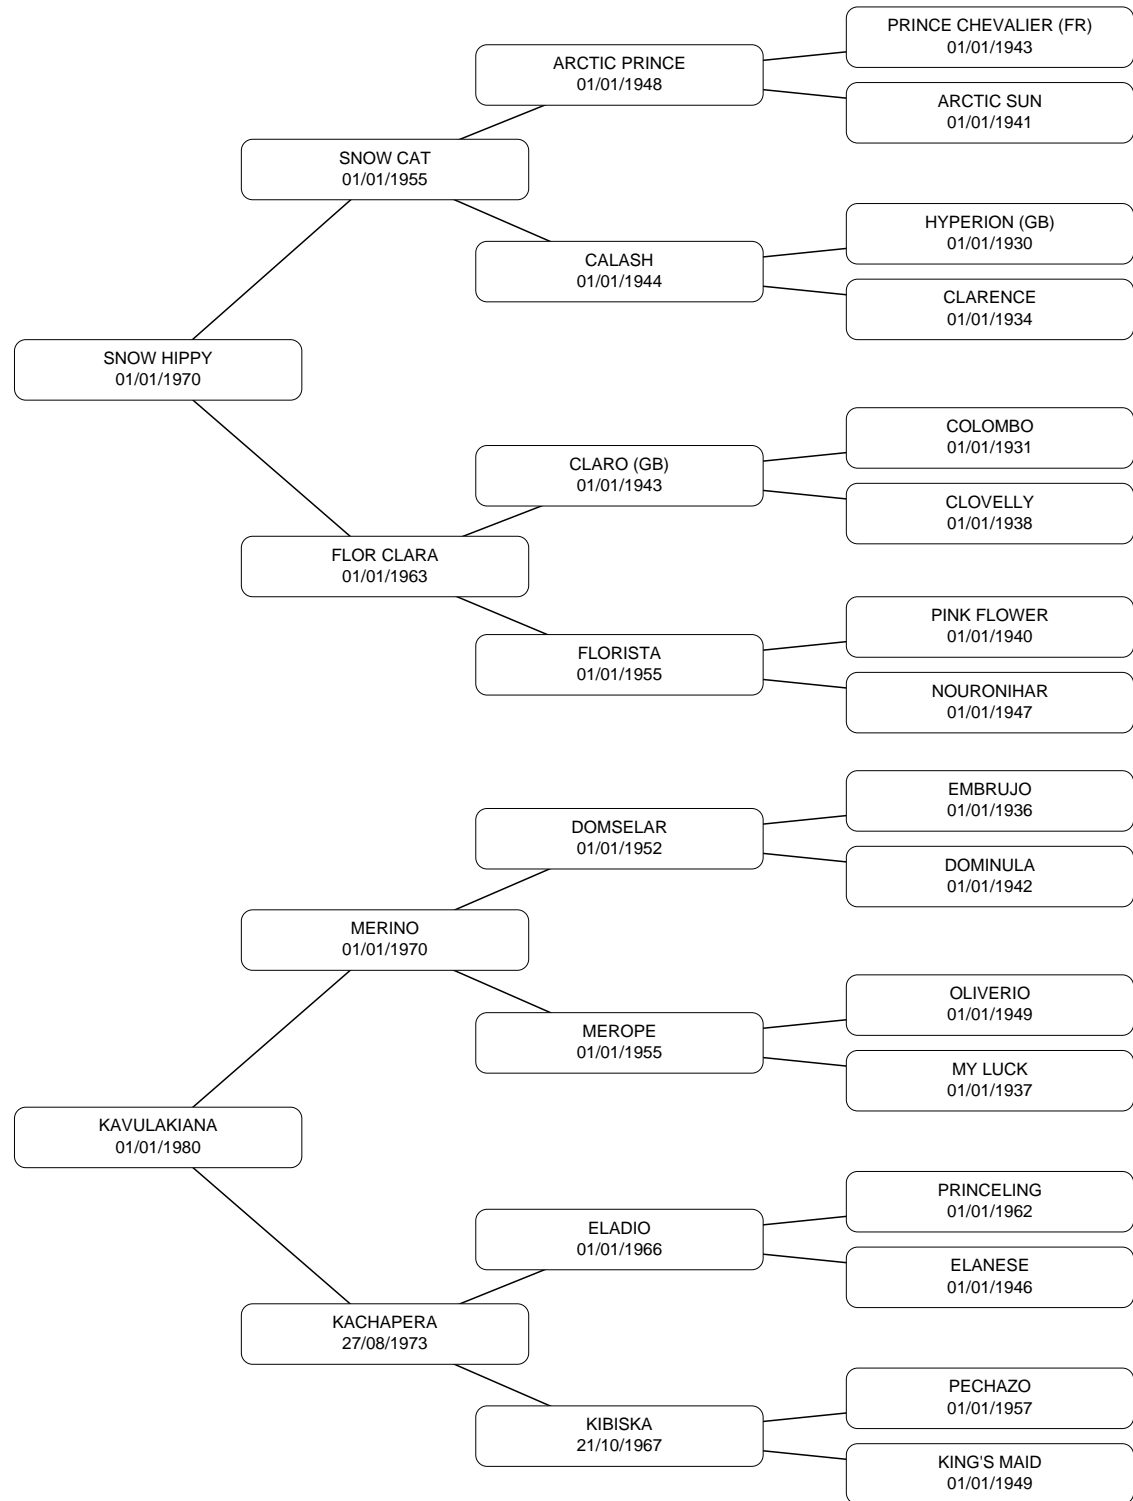 PRINCE CHEVALIER (FR)
01/01/1943
ARCTIC PRINCE
01/01/1948
ARCTIC SUN
01/01/1941
SNOW CAT
01/01/1955
HYPERION (GB)
01/01/1930
CALASH
01/01/1944
CLARENCE
01/01/1934
SNOW HIPPY
01/01/1970
COLOMBO
01/01/1931
CLARO (GB)
01/01/1943
CLOVELLY
01/01/1938
FLOR CLARA
01/01/1963
PINK FLOWER
01/01/1940
FLORISTA
01/01/1955
NOURONIHAR
01/01/1947
EMBRUJO
01/01/1936
DOMSELAR
01/01/1952
DOMINULA
01/01/1942
MERINO
01/01/1970
OLIVERIO
01/01/1949
MEROPE
01/01/1955
MY LUCK
01/01/1937
KAVULAKIANA
01/01/1980
PRINCELING
01/01/1962
ELADIO
01/01/1966
ELANESE
01/01/1946
KACHAPERA
27/08/1973
PECHAZO
01/01/1957
KIBISKA
21/10/1967
KING'S MAID
01/01/1949